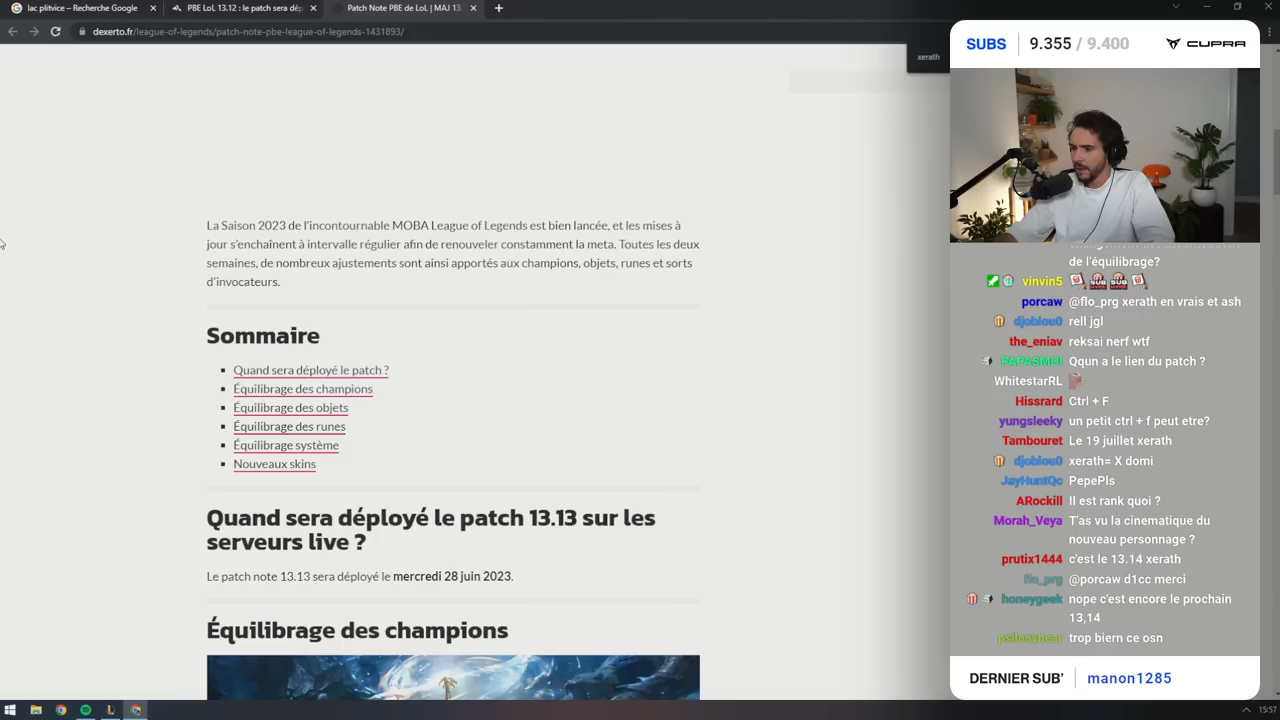 lac plitvice – Recherche Google
PBE LoL 13.12 : le patch sera dép
Patch Note PBE de LoL | MAJ 13.
dexerto.fr/league-of-legends/patch-note-pbe-league-of-legends-1431893/
xerath
La Saison 2023 de l'incontournable MOBA League of Legends est bien lancée, et les mises à
jour s'enchaînent à intervalle régulier afin de renouveler constamment la meta. Toutes les deux
semaines, de nombreux ajustements sont ainsi apportés aux champions, objets, runes et sorts
d'invocateurs.
Sommaire
Quand sera déployé le patch ?
Équilibrage des champions
Équilibrage des objets
Équilibrage des runes
Équilibrage système
Nouveaux skins
Quand sera déployé le patch 13.13 sur les
serveurs live ?
Le patch note 13.13 sera déployé le mercredi 28 juin 2023.
Équilibrage des champions
SUBS 9.355 / 9.400 CUPRA
de l'équilibrage?
vinvin5
porcaw @flo_prg xerath en vrais et ash
djoblou0 rell jgl
the_eniav reksai nerf wtf
PAPASMOI Qqun a le lien du patch ?
WhitestarRL
Hissrard Ctrl + F
yungsleeky un petit ctrl + f peut etre?
Tambouret Le 19 juillet xerath
djoblou0 xerath= X domi
JayHuntQc PepePls
ARockill Il est rank quoi ?
Morah_Veya T'as vu la cinematique du
nouveau personnage ?
prutix1444 c'est le 13.14 xerath
flo_prg @porcaw d1cc merci
honeygeek nope c'est encore le prochain
13,14
psilocybear trop biern ce osn
DERNIER SUB' manon1285
15:57